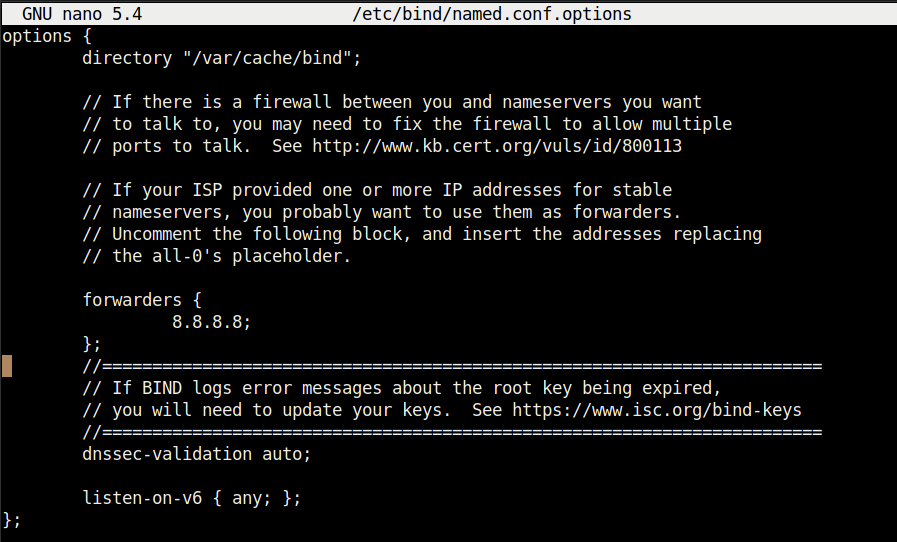 GNU nano 5.4 /etc/bind/named.conf.options
options {
directory "/var/cache/bind";
// If there is a firewall between you and nameservers you want
// to talk to, you may need to fix the firewall to allow multiple
// ports to talk.  See http://www.kb.cert.org/vuls/id/800113
// If your ISP provided one or more IP addresses for stable
// nameservers, you probably want to use them as forwarders.
// Uncomment the following block, and insert the addresses replacing
// the all-0's placeholder.
forwarders {
8.8.8.8;
};
//========================================================================
// If BIND logs error messages about the root key being expired,
// you will need to update your keys.  See https://www.isc.org/bind-keys
//========================================================================
dnssec-validation auto;
listen-on-v6 { any; };
};